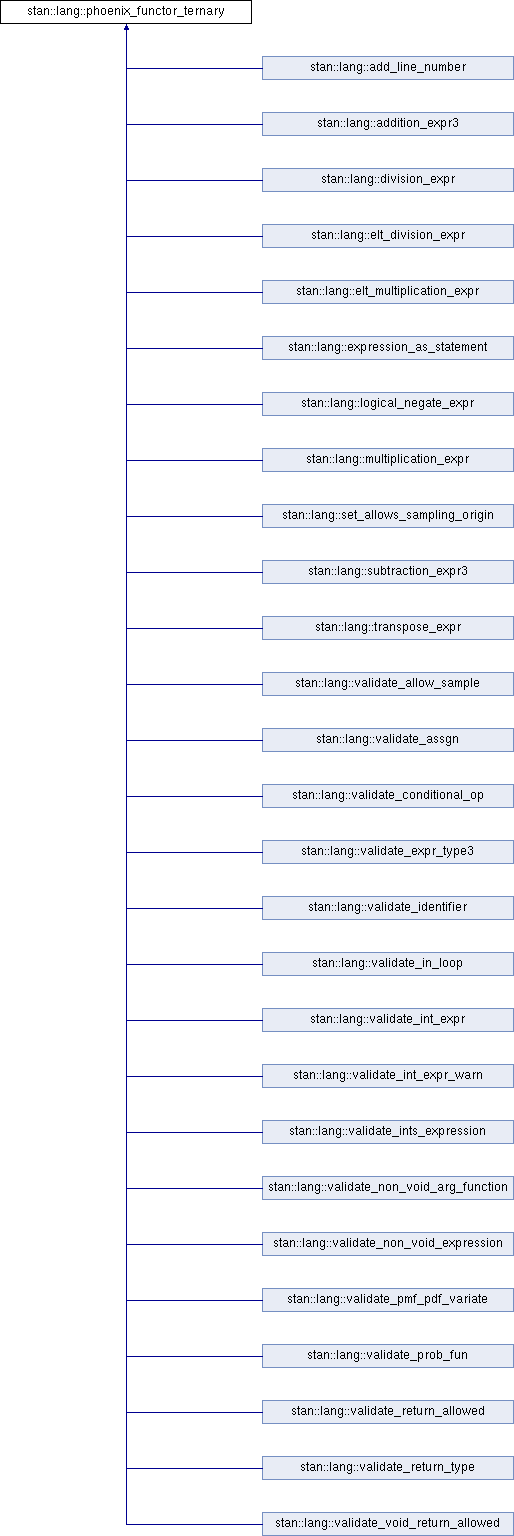 stan::lang::phoenix_functor_ternary
stan::lang::add_line_number
stan::lang::addition_expr3
stan::lang::division_expr
stan::lang::elt_division_expr
stan::lang::elt_multiplication_expr
stan::lang::expression_as_statement
stan::lang::logical_negate_expr
stan::lang::multiplication_expr
stan::lang::set_allows_sampling_origin
stan::lang::subtraction_expr3
stan::lang::transpose_expr
stan::lang::validate_allow_sample
stan::lang::validate_assgn
stan::lang::validate_conditional_op
stan::lang::validate_expr_type3
stan::lang::validate_identifier
stan::lang::validate_in_loop
stan::lang::validate_int_expr
stan::lang::validate_int_expr_warn
stan::lang::validate_ints_expression
stan::lang::validate_non_void_arg_function
stan::lang::validate_non_void_expression
stan::lang::validate_pmf_pdf_variate
stan::lang::validate_prob_fun
stan::lang::validate_return_allowed
stan::lang::validate_return_type
stan::lang::validate_void_return_allowed